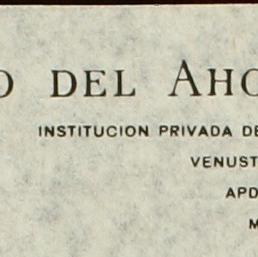 O DEL AHO
INSTITUCION PRIVADA DE
VENUST
APD
M